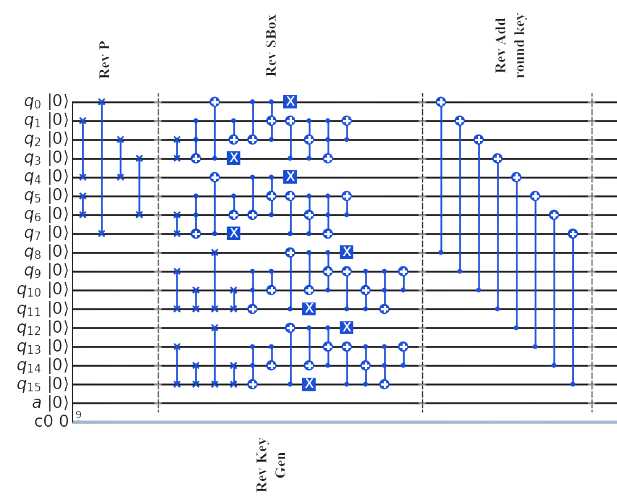 Rev P
Rev SBox
Rev Add
round key
q0 |0⟩
q1 |0⟩
q2 |0⟩
q3 |0⟩
q4 |0⟩
q5 |0⟩
q6 |0⟩
q7 |0⟩
q8 |0⟩
q9 |0⟩
q10 |0⟩
q11 |0⟩
q12 |0⟩
q13 |0⟩
q14 |0⟩
q15 |0⟩
a |0⟩
c0 0 9
X
X
X
X
X
X
X
X
Rev Key
Gen